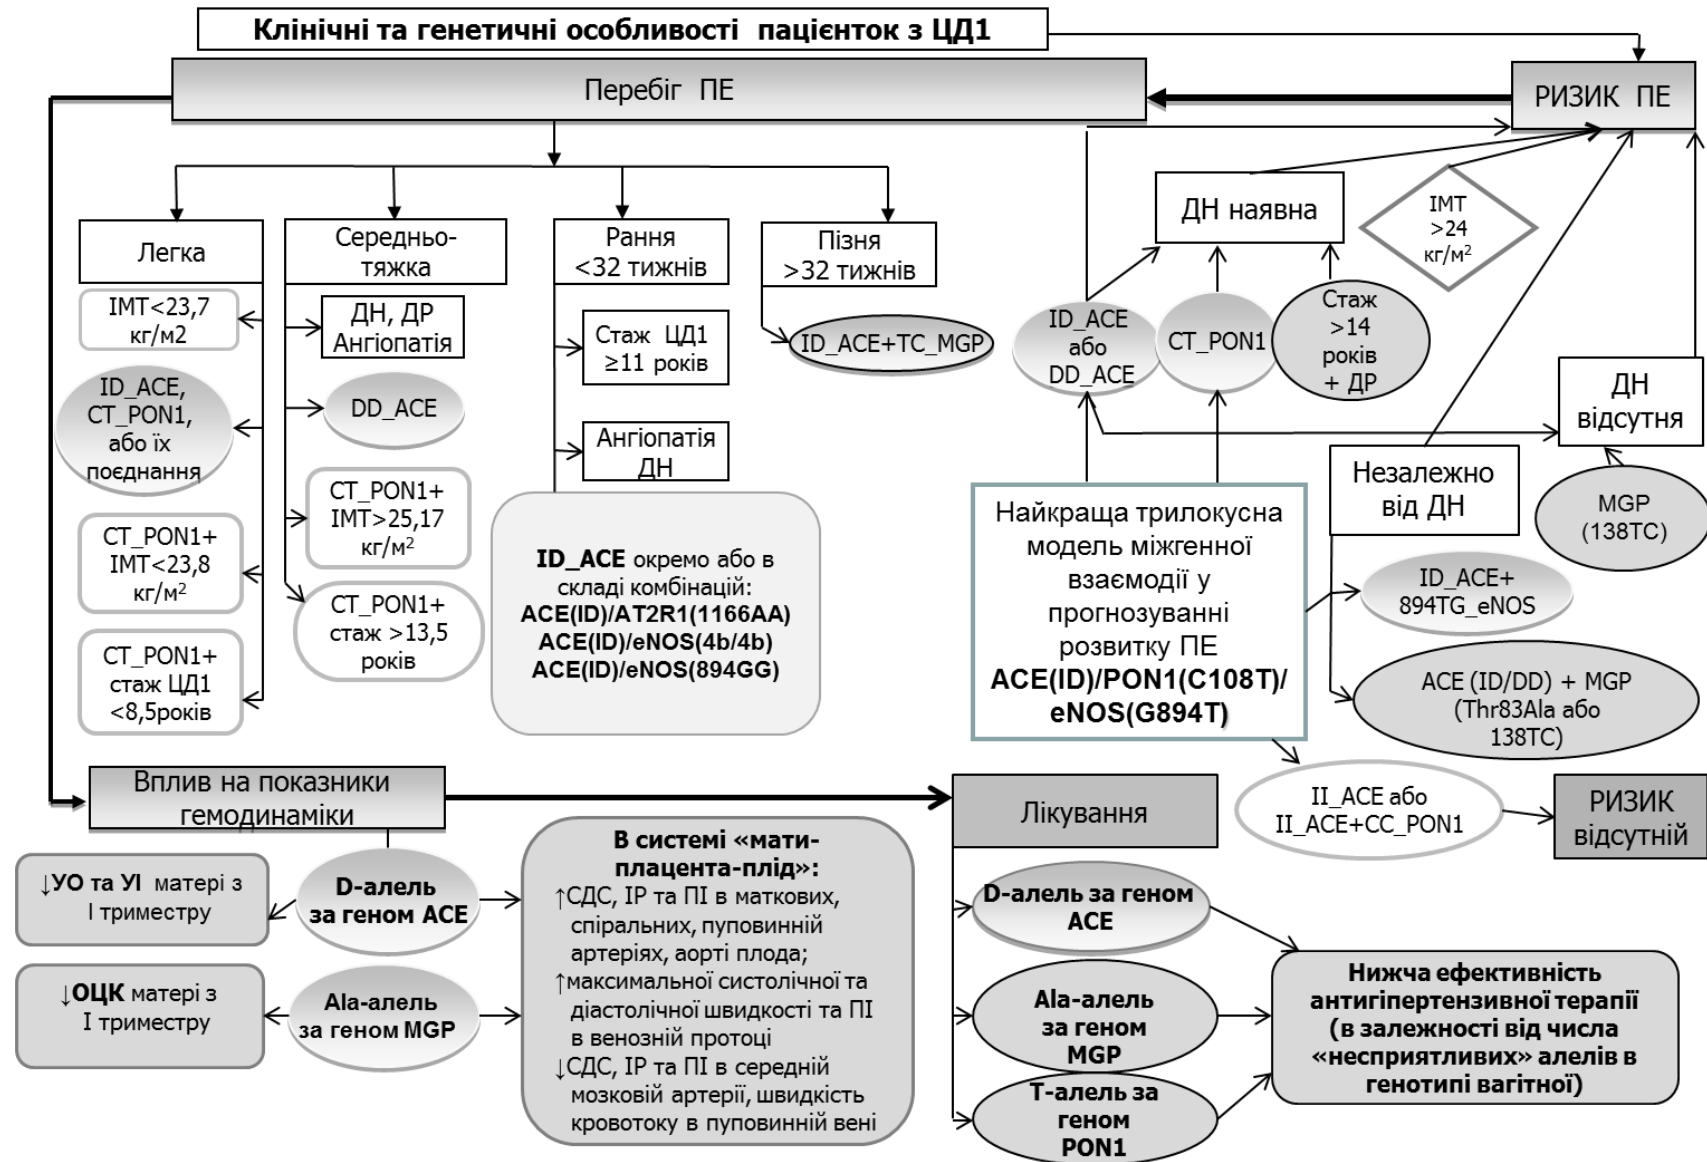 Клінічні та генетичні особливості пацієнток з ЦД1
Перебіг ПЕ
РИЗИК ПЕ
Легка
ІМТ<23,7
кг/м2
ID_ACE,
CT_PON1,
або їх
поєднання
CT_PON1+
ІМТ<23,8
кг/м²
CT_PON1+
стаж ЦД1
<8,5років
Середньо-
тяжка
ДН, ДР
Ангіопатія
DD_ACE
CT_PON1+
ІМТ>25,17
кг/м²
CT_PON1+
стаж >13,5
років
Рання
<32 тижнів
Стаж ЦД1
≥11 років
Ангіопатія
ДН
ID_ACE окремо або в
складі комбінацій:
ACE(ID)/AT2R1(1166AA)
ACE(ID)/eNOS(4b/4b)
ACE(ID)/eNOS(894GG)
Пізня
>32 тижнів
ID_ACE+TC_MGP
ДН наявна
ІМТ
>24
кг/м²
ID_ACE
або
DD_ACE
CT_PON1
Стаж
>14
років
+ ДР
ДН
відсутня
Незалежно
від ДН
MGP
(138TC)
Найкраща трилокусна
модель міжгенної
взаємодії у
прогнозуванні
розвитку ПЕ
ACE(ID)/PON1(C108T)/
eNOS(G894T)
ID_ACE+
894TG_eNOS
ACE (ID/DD) + MGP
(Thr83Ala або
138TC)
II_ACE або
II_ACE+CC_PON1
РИЗИК
відсутній
Вплив на показники
гемодинаміки
↓УО та УІ матері з
І триместру
D-алель
за геном ACE
↓ОЦК матері з
І триместру
Ala-алель
за геном MGP
В системі «мати-
плацента-плід»:
↑СДС, ІР та ПІ в маткових,
спіральних, пуповинній
артеріях, аорті плода;
↑максимальної систолічної та
діастолічної швидкості та ПІ
в венозній протоці
↓СДС, ІР та ПІ в середній
мозковій артерії, швидкість
кровотоку в пуповинній вені
Лікування
D-алель за геном
ACE
Ala-алель
за геном
MGP
T-алель за
геном
PON1
Нижча ефективність
антигіпертензивної терапії
(в залежності від числа
«несприятливих» алелів в
генотипі вагітної)